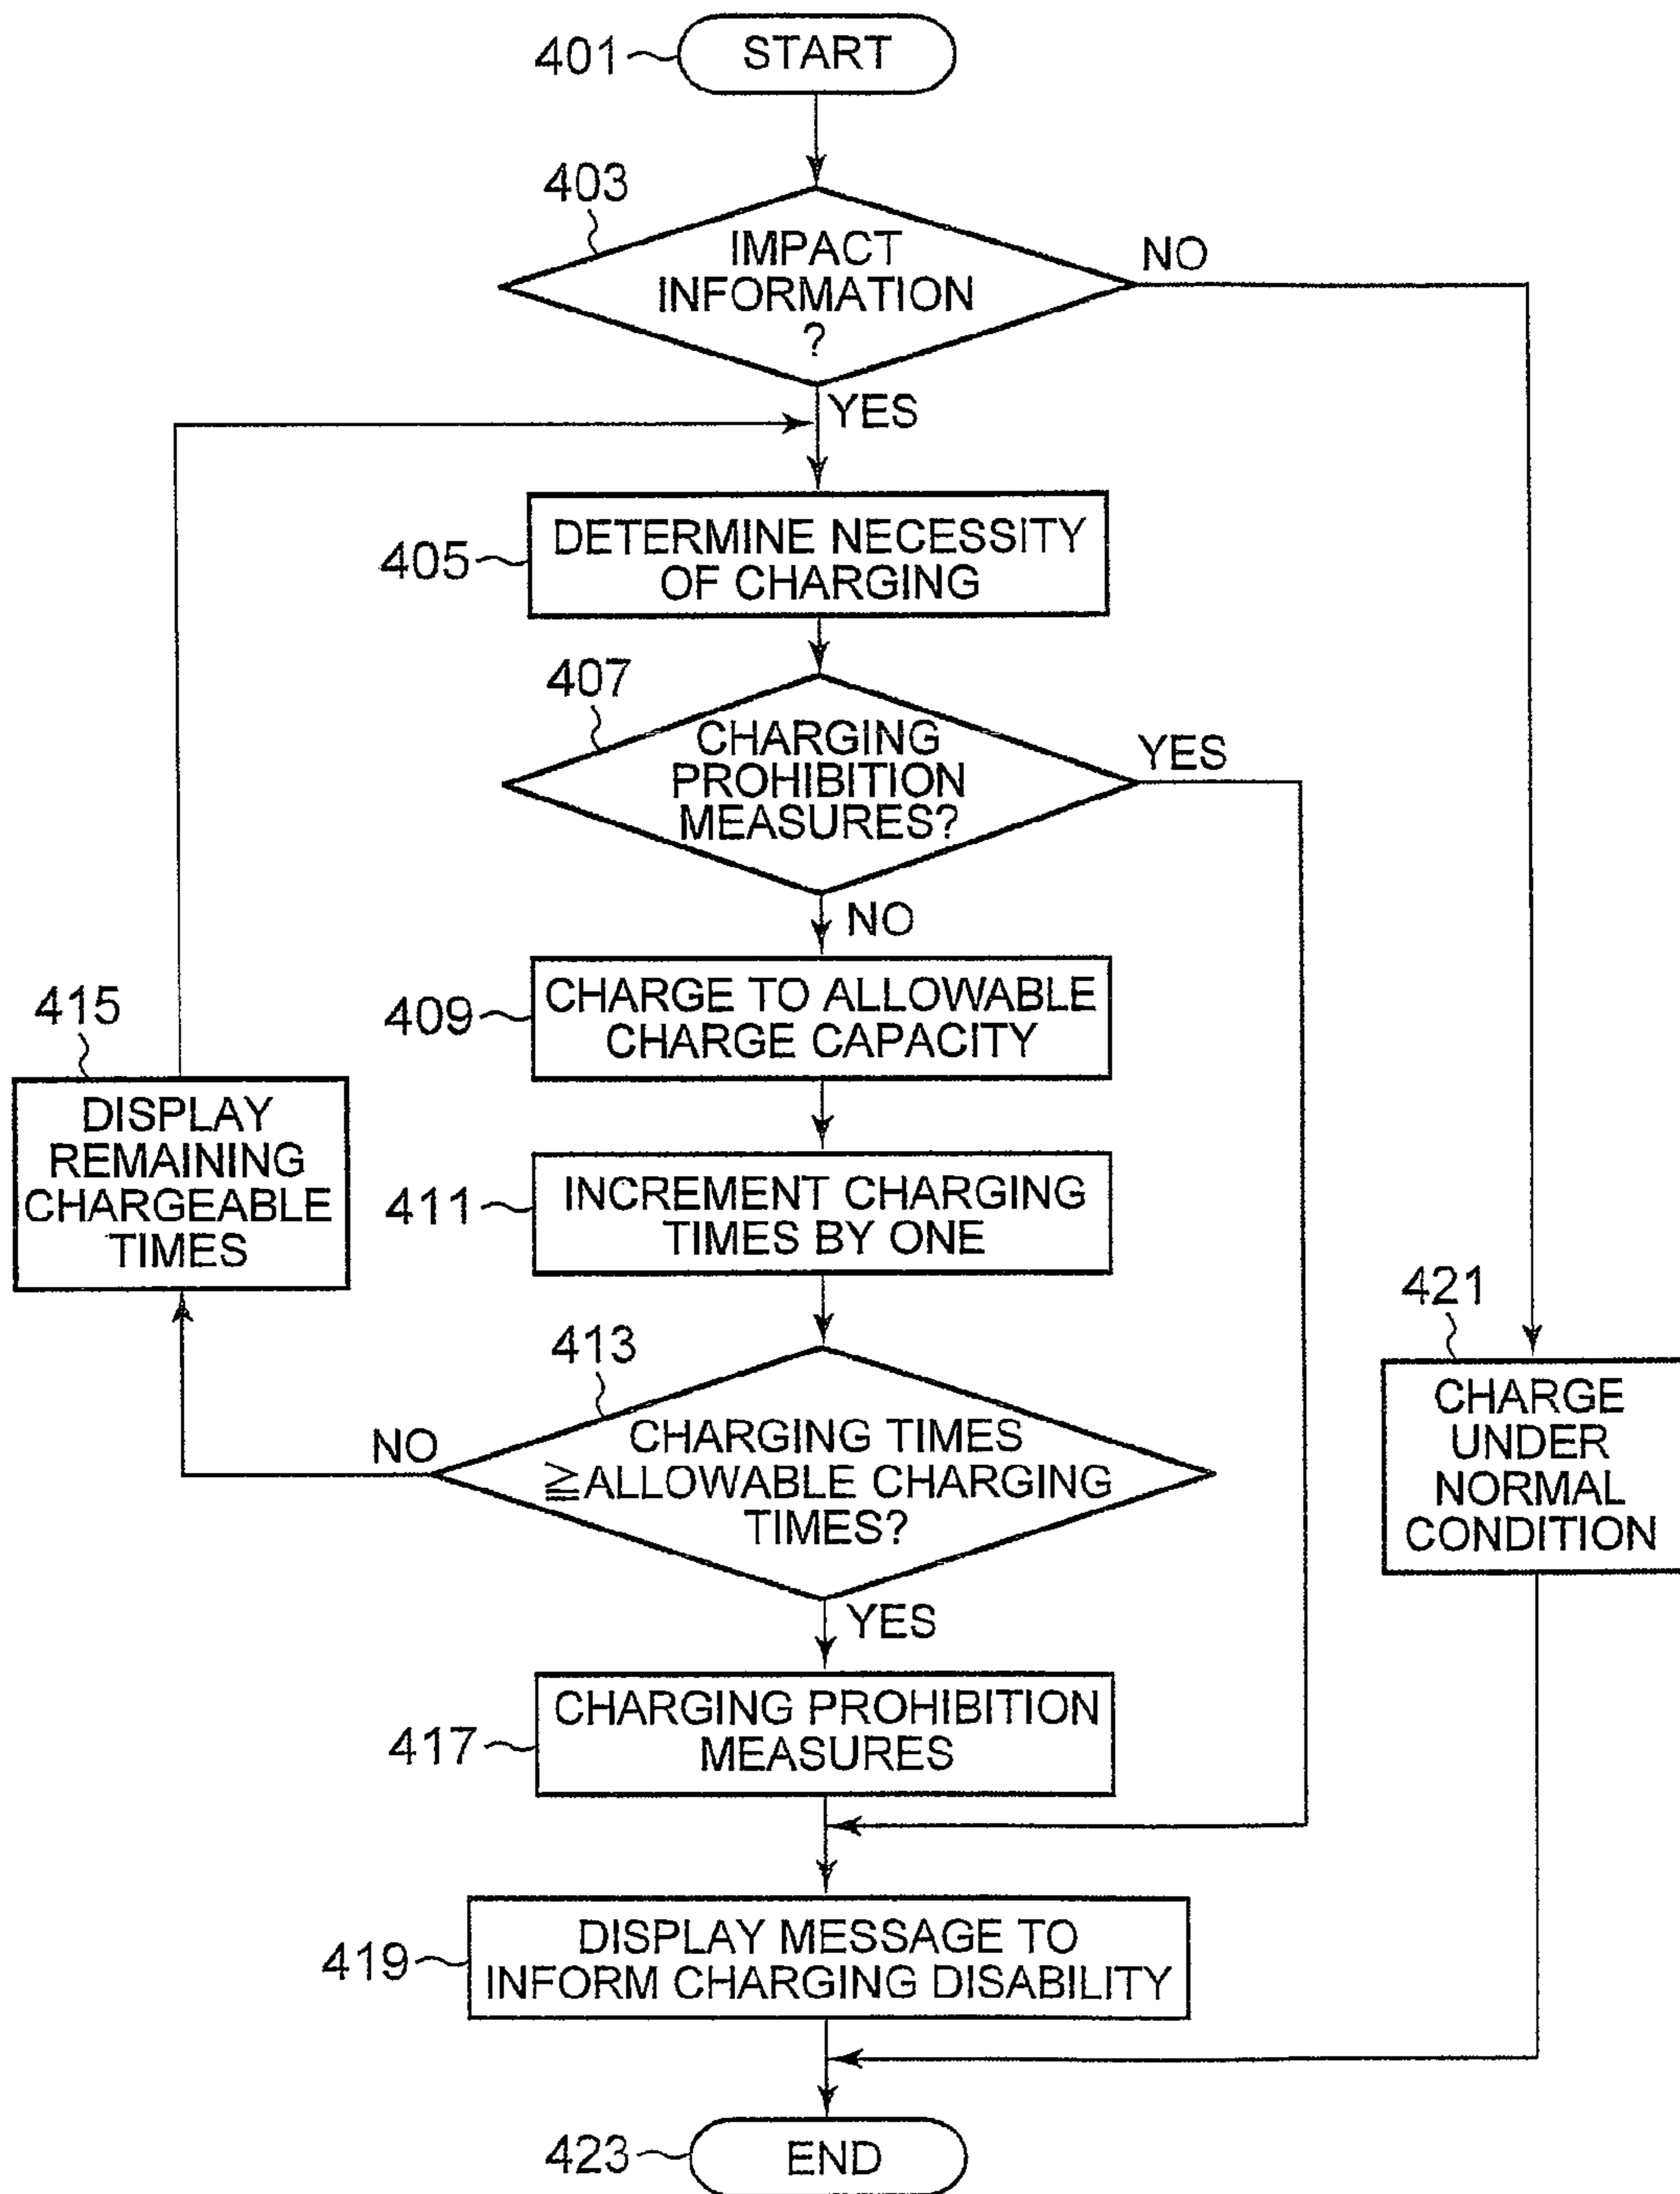 401
START
403
IMPACT
INFORMATION
?
NO
YES
405
DETERMINE NECESSITY
OF CHARGING
407
CHARGING
PROHIBITION
MEASURES?
YES
NO
409
CHARGE TO ALLOWABLE
CHARGE CAPACITY
415
DISPLAY
REMAINING
CHARGEABLE
TIMES
411
INCREMENT CHARGING
TIMES BY ONE
413
CHARGING TIMES
≧ALLOWABLE CHARGING
TIMES?
NO
YES
421
CHARGE
UNDER
NORMAL
CONDITION
417
CHARGING PROHIBITION
MEASURES
419
DISPLAY MESSAGE TO
INFORM CHARGING DISABILITY
423
END